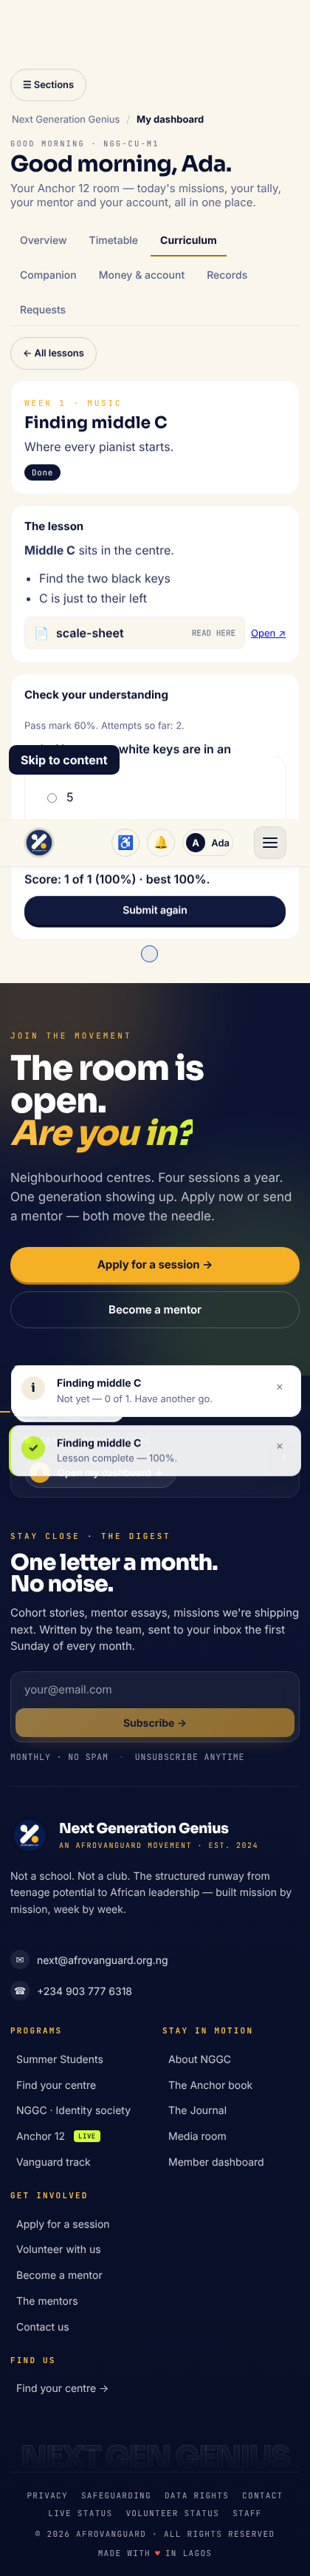 ☰ Sections
Next Generation Genius / My dashboard
GOOD MORNING · NGG-CU-M1
Good morning, Ada.
Your Anchor 12 room — today's missions, your tally,
your mentor and your account, all in one place.
Overview Timetable Curriculum
Companion Money & account Records
Requests
← All lessons
WEEK 1 · MUSIC
Finding middle C
Where every pianist starts.
Done
The lesson
Middle C sits in the centre.
• Find the two black keys
• C is just to their left
scale-sheet READ HERE Open ↗
Check your understanding
Pass mark 60%. Attempts so far: 2.
white keys are in an
Skip to content
5
A Ada
Score: 1 of 1 (100%) · best 100%.
Submit again
JOIN THE MOVEMENT
The room is
open.
Are you in?
Neighbourhood centres. Four sessions a year.
One generation showing up. Apply now or send
a mentor — both move the needle.
Apply for a session →
Become a mentor
Finding middle C
Not yet — 0 of 1. Have another go.
Finding middle C
Lesson complete — 100%.
Open my dashboard →
STAY CLOSE · THE DIGEST
One letter a month.
No noise.
Cohort stories, mentor essays, missions we're shipping
next. Written by the team, sent to your inbox the first
Sunday of every month.
your@email.com
Subscribe →
MONTHLY · NO SPAM · UNSUBSCRIBE ANYTIME
Next Generation Genius
AN AFROVANGUARD MOVEMENT · EST. 2024
Not a school. Not a club. The structured runway from
teenage potential to African leadership — built mission by
mission, week by week.
next@afrovanguard.org.ng
+234 903 777 6318
PROGRAMS
Summer Students
Find your centre
NGGC · Identity society
Anchor 12 LIVE
Vanguard track
STAY IN MOTION
About NGGC
The Anchor book
The Journal
Media room
Member dashboard
GET INVOLVED
Apply for a session
Volunteer with us
Become a mentor
The mentors
Contact us
FIND US
Find your centre →
NEXT GEN GENIUS
PRIVACY SAFEGUARDING DATA RIGHTS CONTACT
LIVE STATUS VOLUNTEER STATUS STAFF
© 2026 AFROVANGUARD · ALL RIGHTS RESERVED
MADE WITH ♥ IN LAGOS